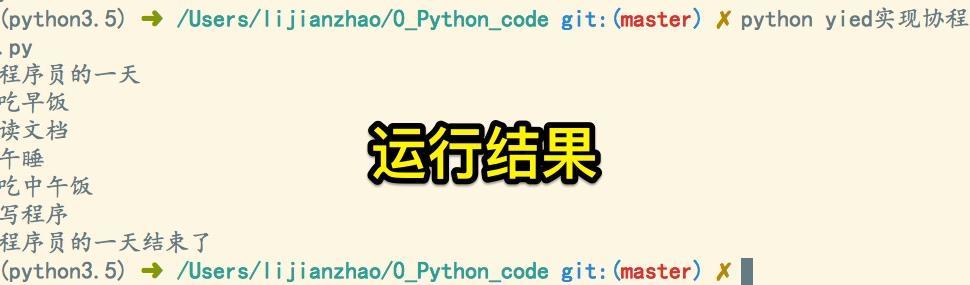 (python3.5) ➜ /Users/lijianzhao/0_Python_code git:(master) ✗ python yied实现协程
.py
程序员的一天
吃早饭
读文档
午睡
吃中午饭
写程序
程序员的一天结束了
(python3.5) ➜ /Users/lijianzhao/0_Python_code git:(master) ✗
运行结果